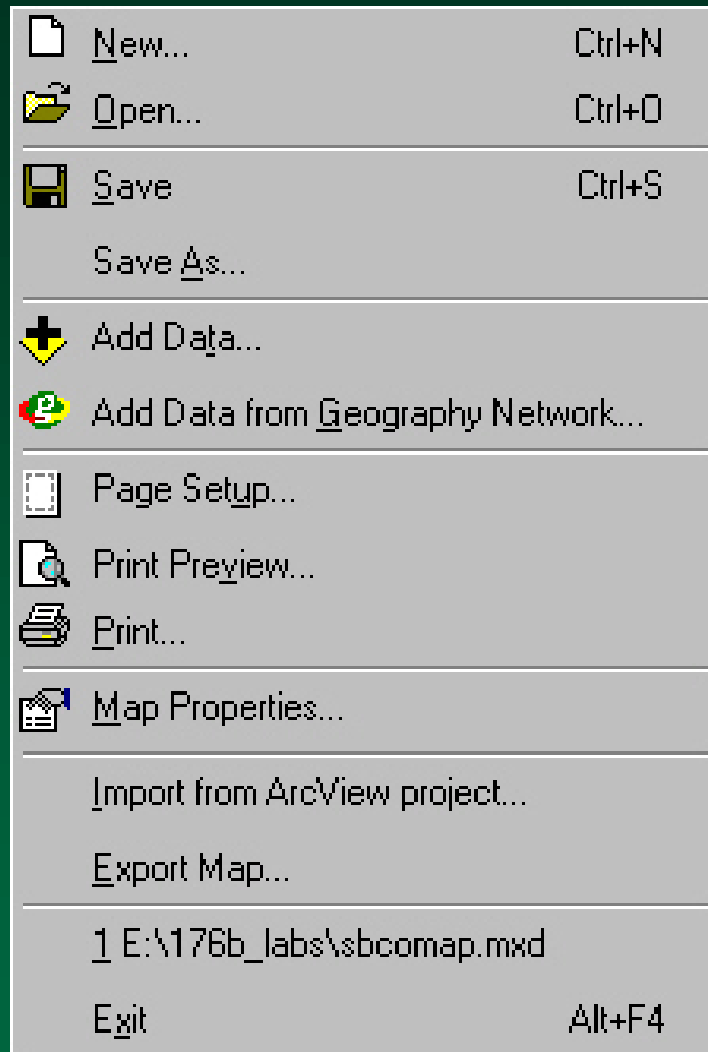 New... Ctrl+N
Open... Ctrl+O
Save Ctrl+S
Save As...
Add Data...
Add Data from Geography Network...
Page Setup...
Print Preview...
Print...
Map Properties...
Import from ArcView project...
Export Map...
1 E:\176b_labs\sbcomap.mxd
Exit Alt+F4